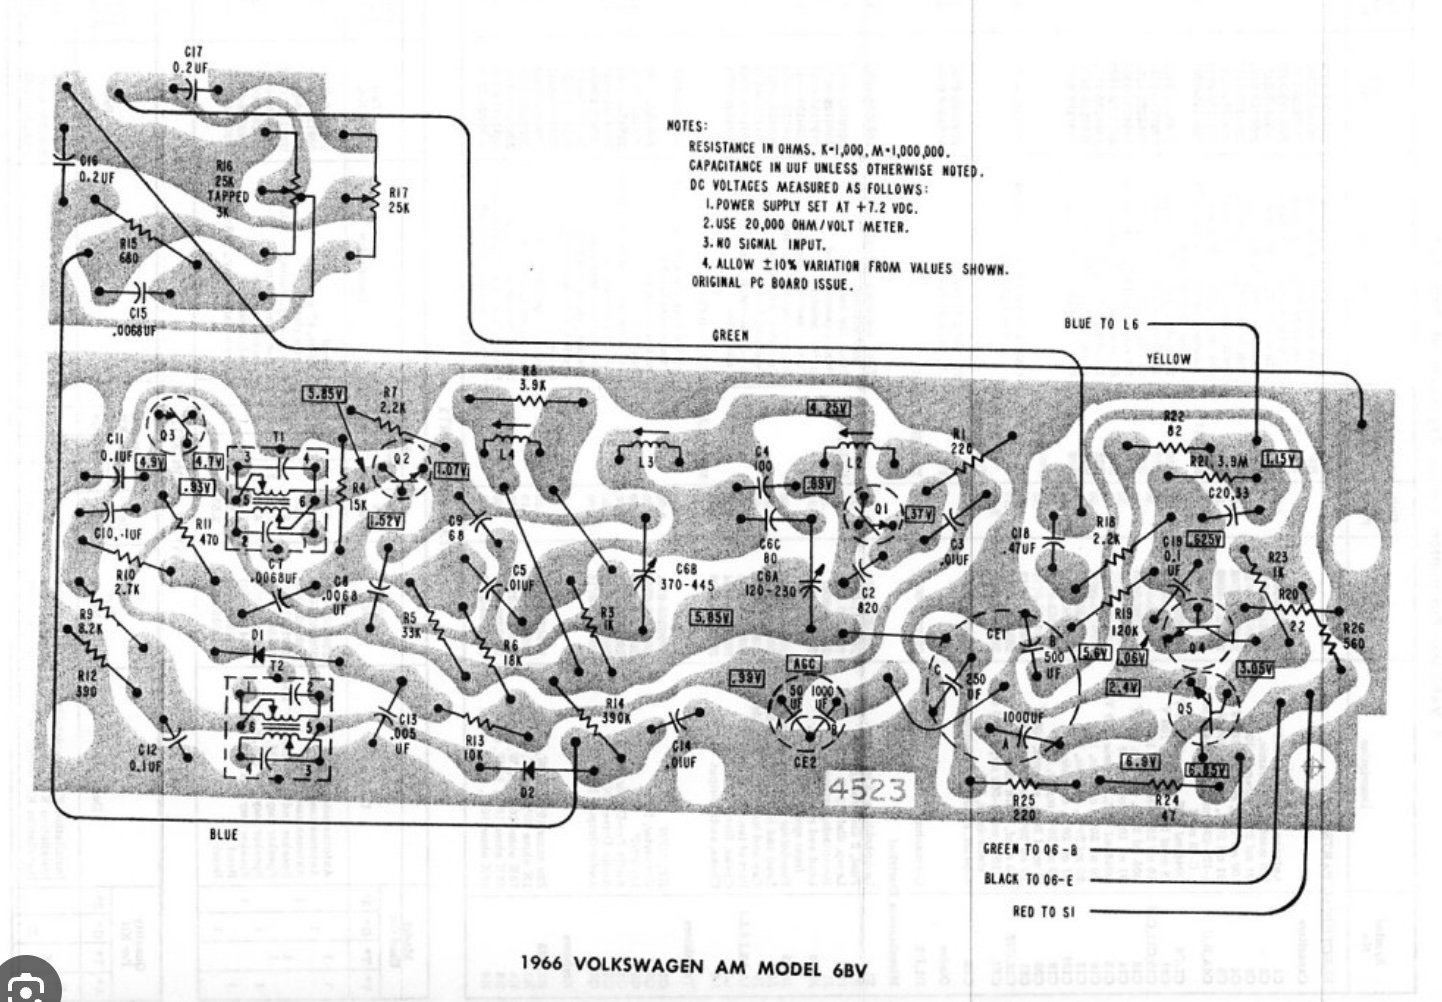 C17
0.2UF
C16
0.2UF
R16
25K
TAPPED
3K
R17
25K
R15
680
C15
.0068UF
NOTES:
RESISTANCE IN OHMS. K=1,000, M=1,000,000.
CAPACITANCE IN UUF UNLESS OTHERWISE NOTED.
DC VOLTAGES MEASURED AS FOLLOWS:
1. POWER SUPPLY SET AT +7.2 VDC.
2. USE 20,000 OHM/VOLT METER.
3. NO SIGNAL INPUT.
4. ALLOW ±10% VARIATION FROM VALUES SHOWN.
ORIGINAL PC BOARD ISSUE.
GREEN
BLUE TO L6
YELLOW
5.85V
R7
2.2K
R8
3.9K
4.25V
R22
82
Q3
C11
0.1UF
4.9V
4.7V
.93V
T1
3
4
5
6
2
1
Q2
1.07V
L4
L3
C4
100
L2
R1
220
R21, 3.9M
1.15V
C20,33
R4
15K
1.52V
C9
68
.89V
Q1
.37V
C6C
80
C3
.01UF
C18
.47UF
R18
2.2K
C19
0.1
UF
.625V
R23
1K
C10,.1UF
R11
470
R10
2.7K
C7
.0068UF
C8
.0068
UF
C5
.01UF
C6B
370-445
C6A
120-230
C2
820
R9
8.2K
R5
33K
R3
1K
5.85V
R19
120K
R20
22
R26
560
D1
R6
18K
CE1
B
500
UF
5.6V
1.06V
Q4
3.05V
R12
390
T2
1
2
6
5
4
3
.99V
AGC
C
250
UF
2.4V
Q5
R14
390K
50
UF
1000
UF
A
B
CE2
1000UF
A
C12
0.1UF
C13
.005
UF
R13
10K
C14
.01UF
D2
4523
6.9V
6.85V
R25
220
R24
47
BLUE
GREEN TO Q6-B
BLACK TO Q6-E
RED TO S1
1966 VOLKSWAGEN AM MODEL 6BV